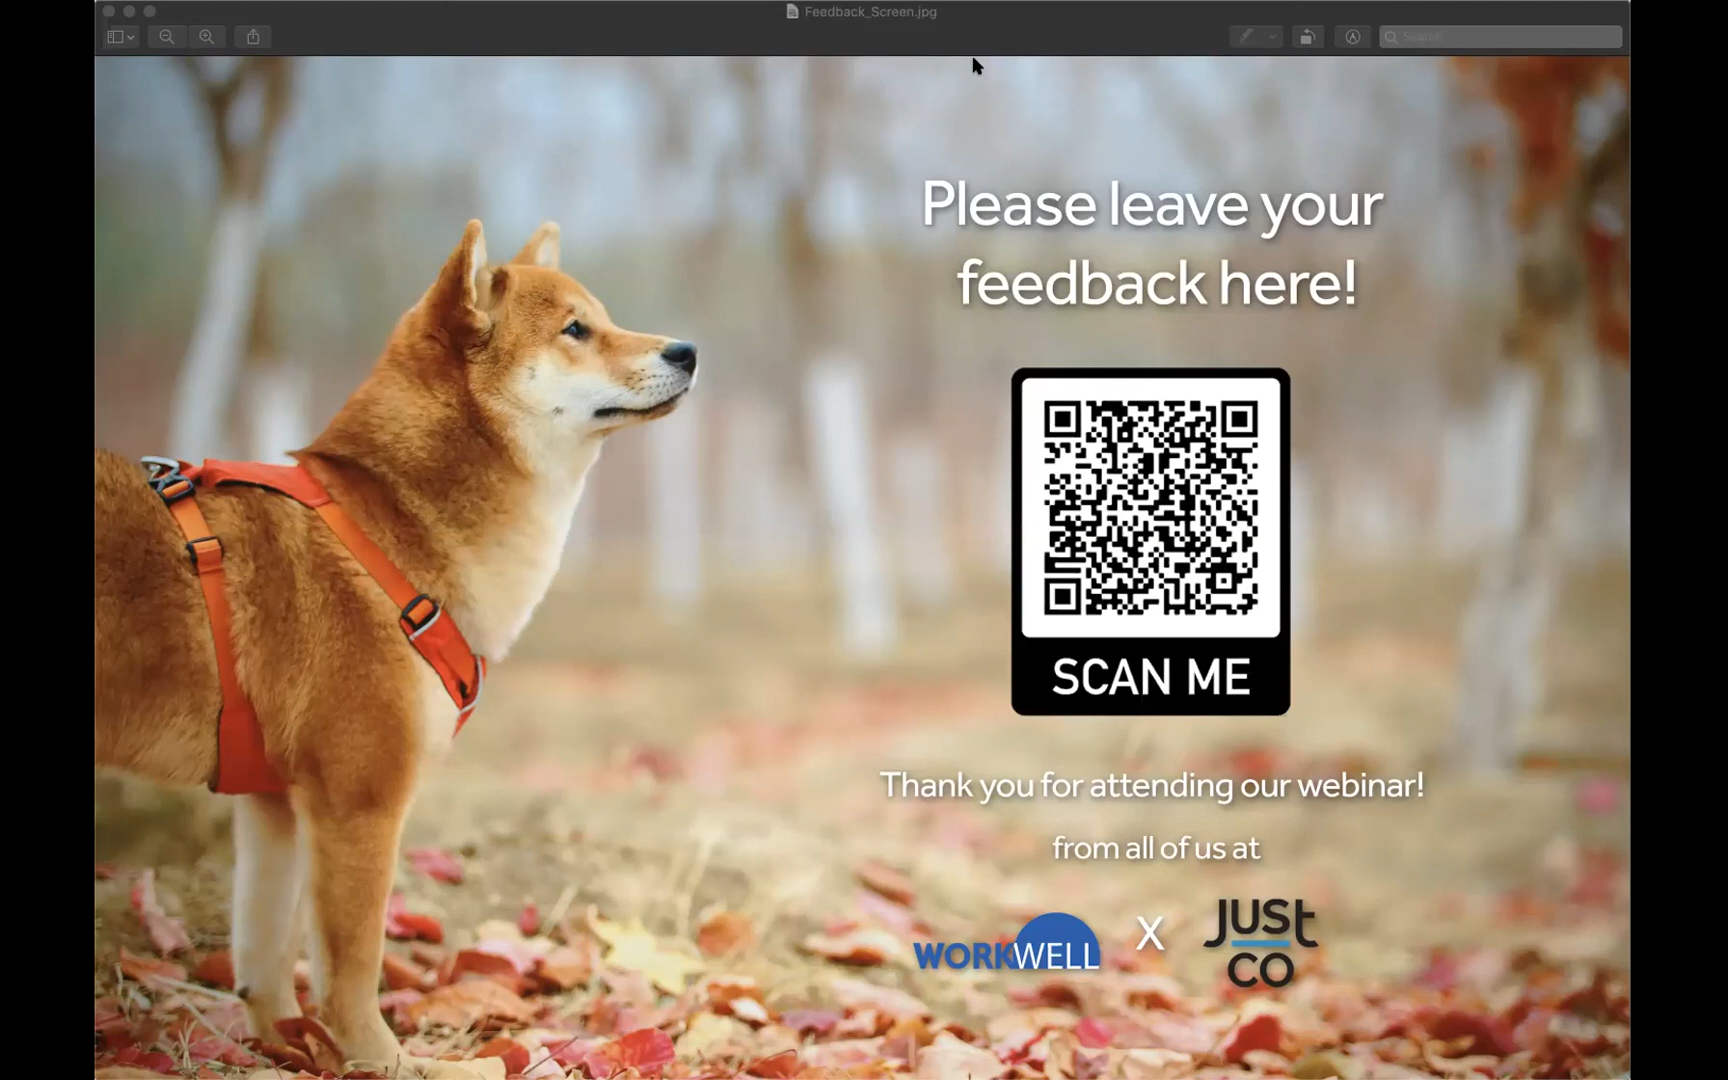 Feedback_Screen.jpg
Search
Please leave your
feedback here!
SCAN ME
Thank you for attending our webinar!
from all of us at
WORKWELL X JUST
CO